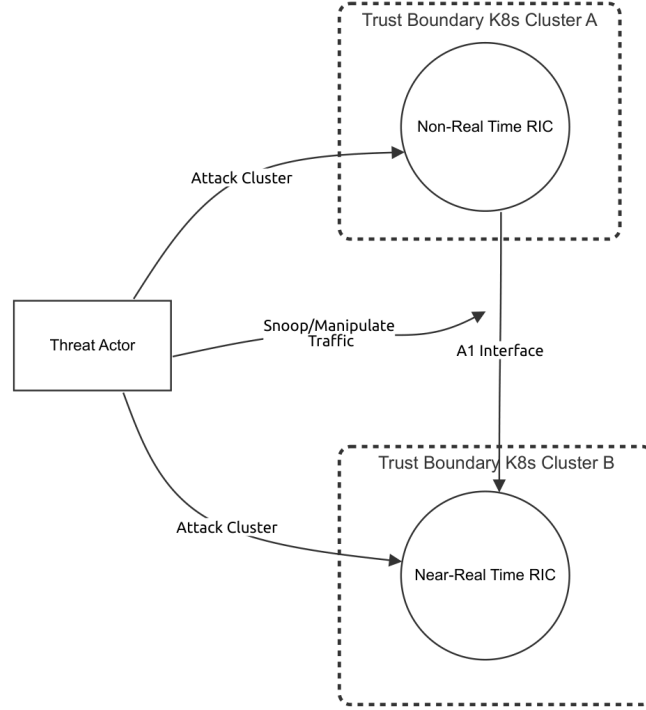 Trust Boundary K8s Cluster A
Non-Real Time RIC
Attack Cluster
Snoop/Manipulate
Traffic
Threat Actor
A1 Interface
Trust Boundary K8s Cluster B
Attack Cluster
Near-Real Time RIC